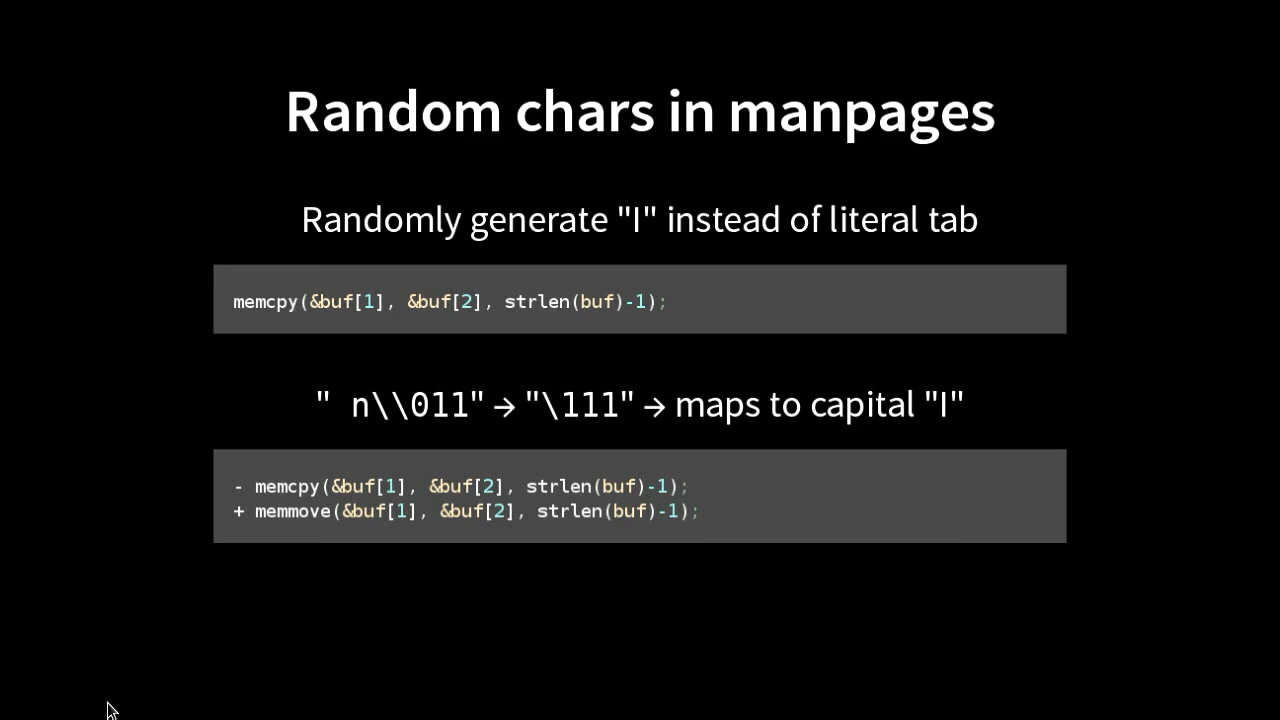 Random chars in manpages
Randomly generate "I" instead of literal tab
memcpy(&buf[1], &buf[2], strlen(buf)-1);
"  n\\011" → "\111" → maps to capital "I"
- memcpy(&buf[1], &buf[2], strlen(buf)-1);
+ memmove(&buf[1], &buf[2], strlen(buf)-1);